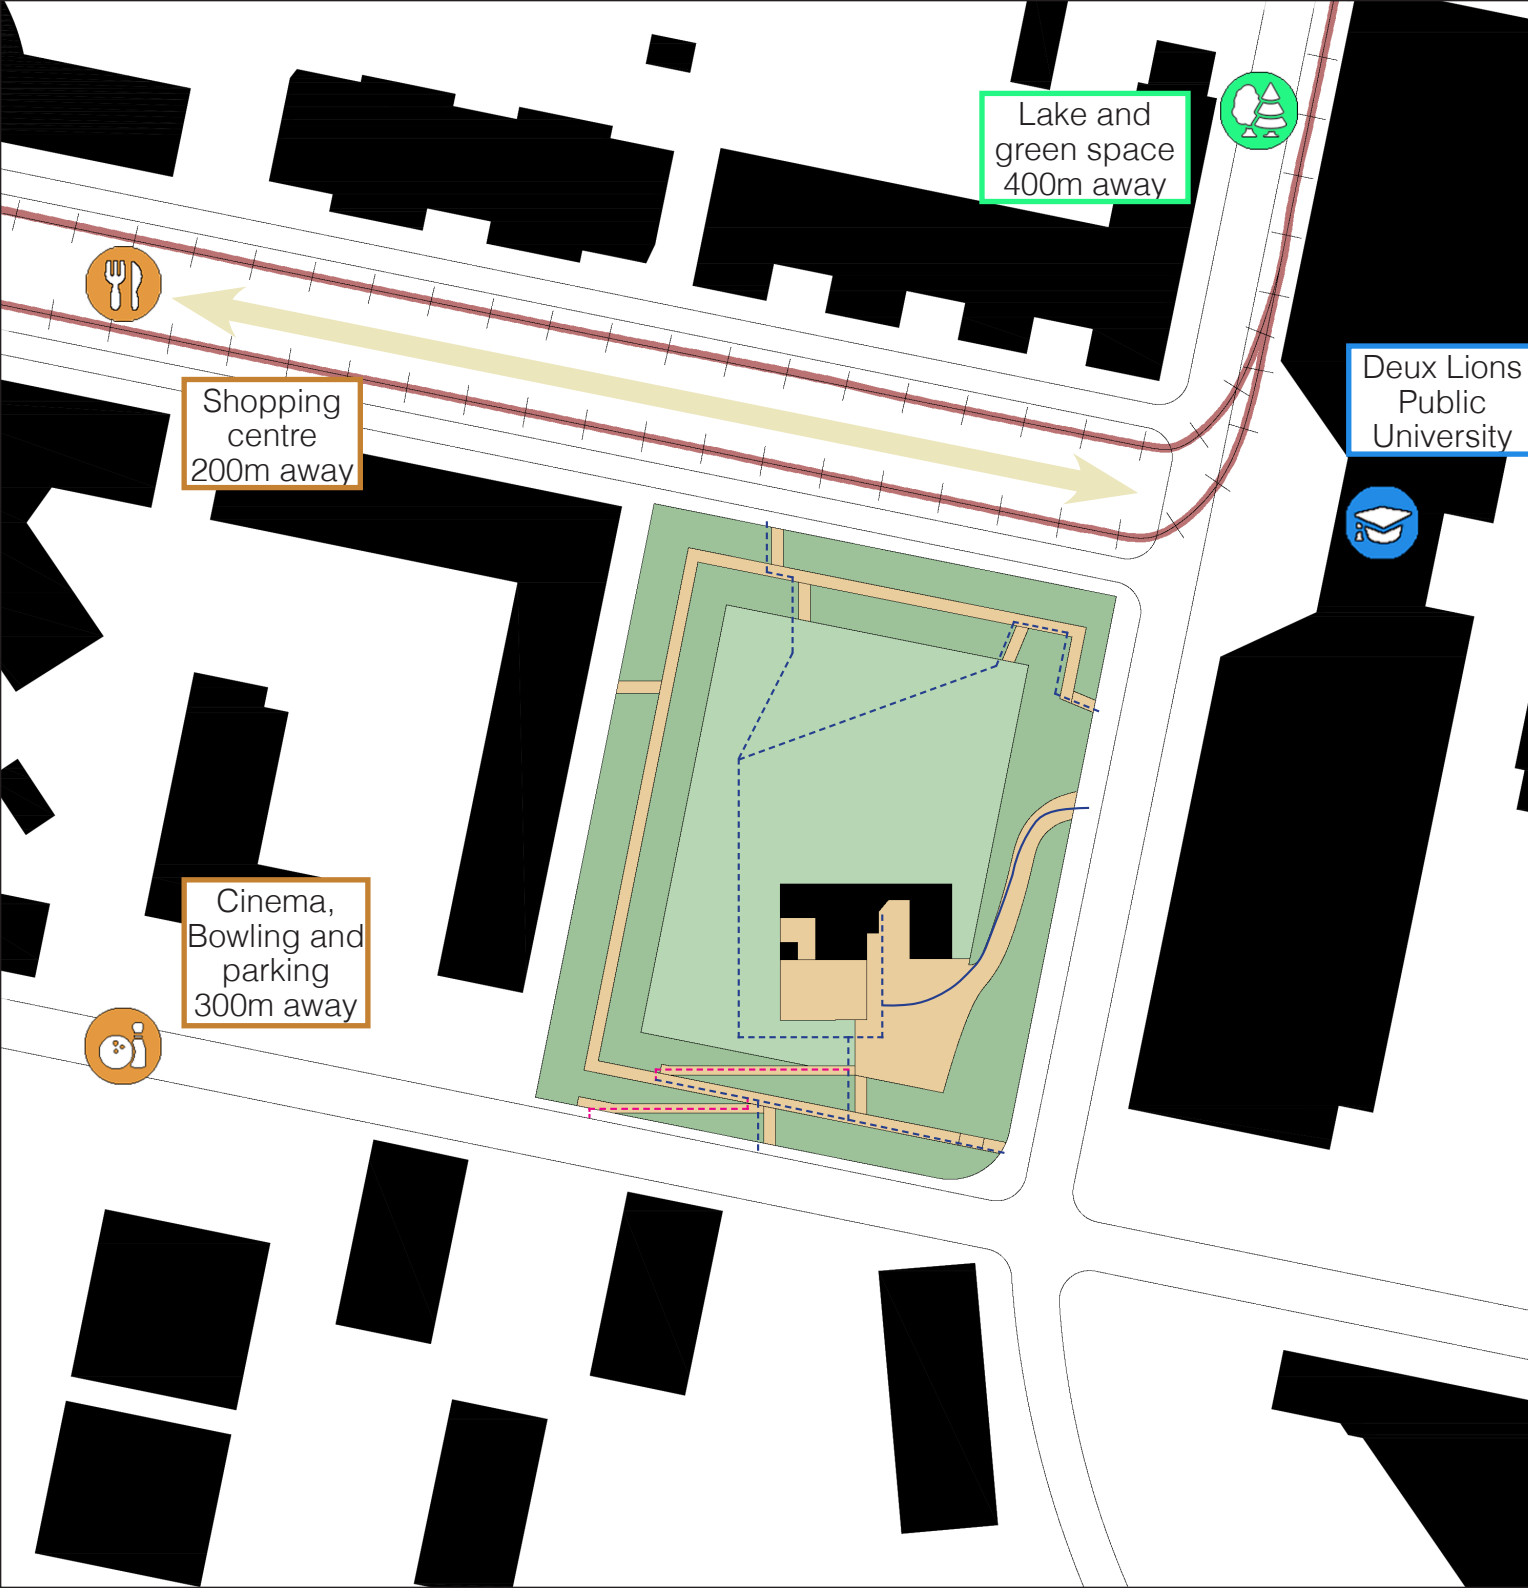 Lake and
green space
400m away
Deux Lions
Public
University
Shopping
centre
200m away
Cinema,
Bowling and
parking
300m away